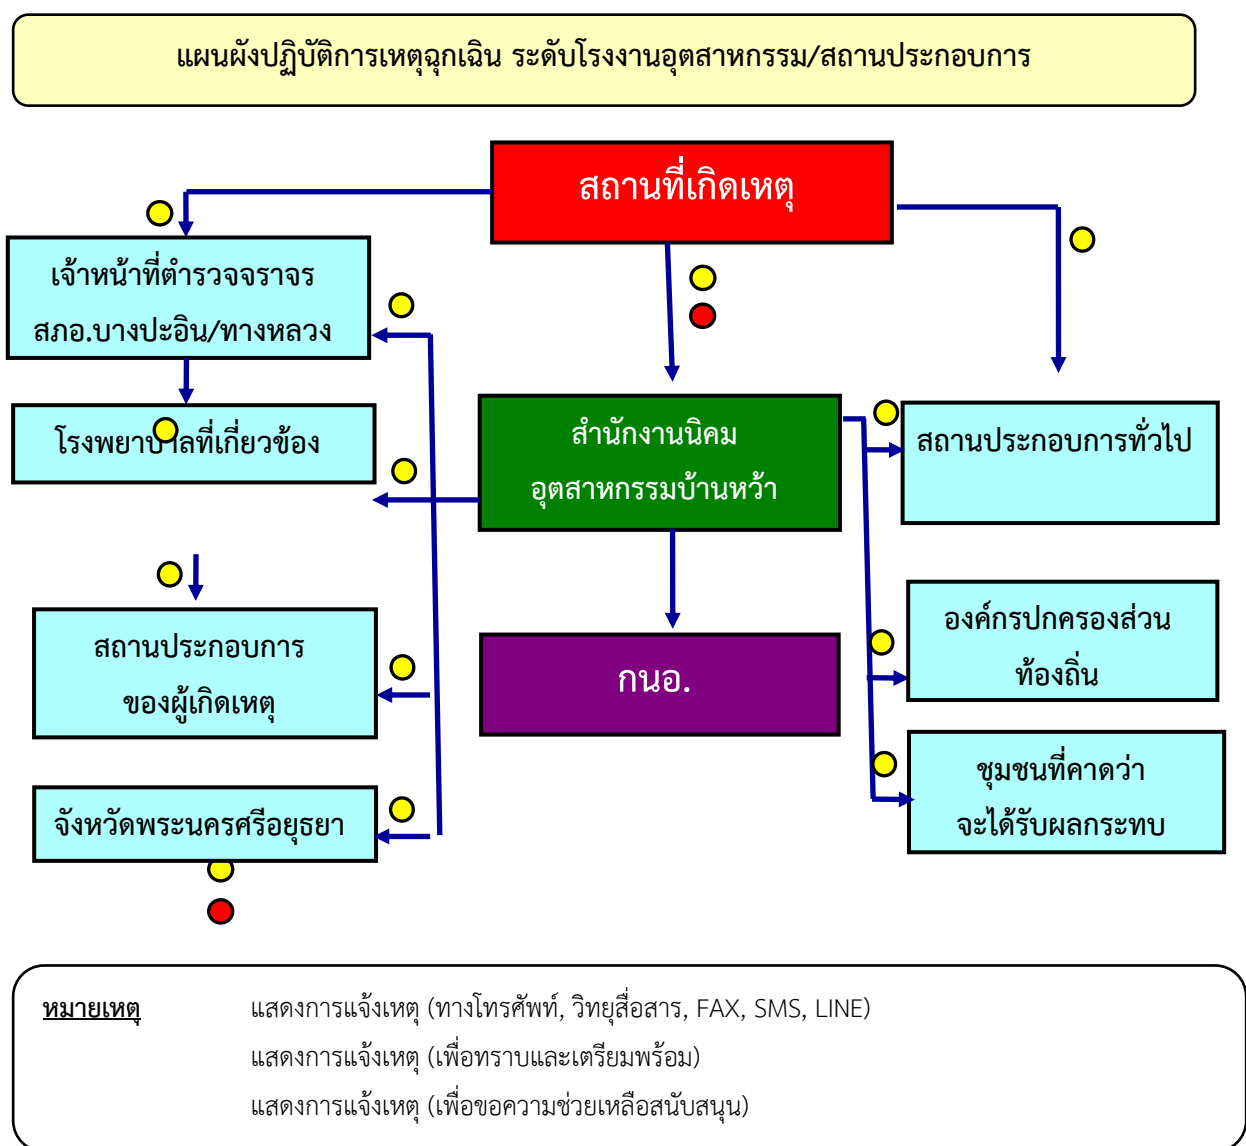 แผนผังปฏิบัติการเหตุฉุกเฉิน ระดับโรงงานอุตสาหกรรม/สถานประกอบการ
สถานที่เกิดเหตุ
เจ้าหน้าที่ตำรวจจราจร
สภอ.บางปะอิน/ทางหลวง
โรงพยาบาลที่เกี่ยวข้อง
สำนักงานนิคม
อุตสาหกรรมบ้านหว้า
สถานประกอบการทั่วไป
องค์กรปกครองส่วน
ท้องถิ่น
สถานประกอบการ
ของผู้เกิดเหตุ
กนอ.
ชุมชนที่คาดว่า
จะได้รับผลกระทบ
จังหวัดพระนครศรีอยุธยา
หมายเหตุ แสดงการแจ้งเหตุ (ทางโทรศัพท์, วิทยุสื่อสาร, FAX, SMS, LINE)
แสดงการแจ้งเหตุ (เพื่อทราบและเตรียมพร้อม)
แสดงการแจ้งเหตุ (เพื่อขอความช่วยเหลือสนับสนุน)